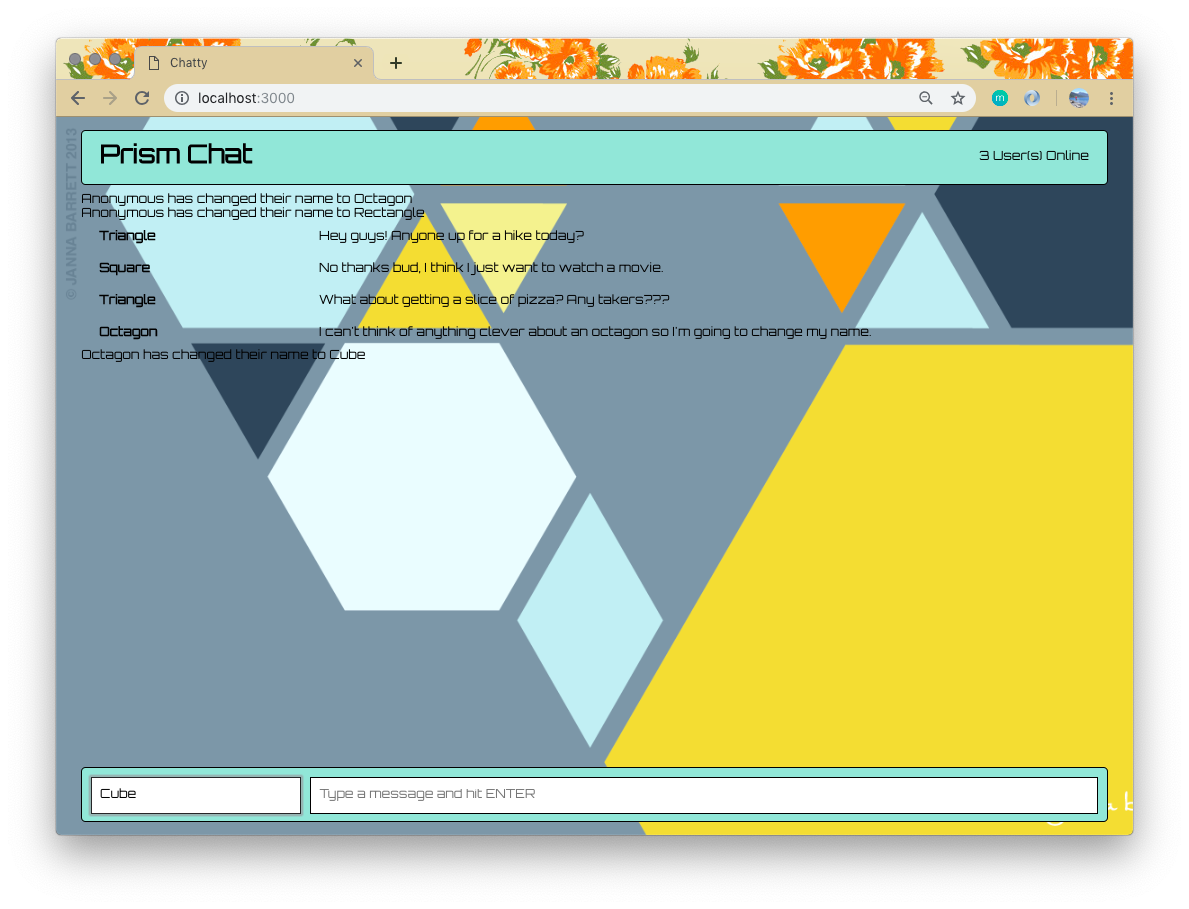 Chatty
localhost:3000
m
© JANNA BARRETT 2013
Prism Chat
3 User(s) Online
Anonymous has changed their name to Octagon
Anonymous has changed their name to Rectangle
Triangle Hey guys! Anyone up for a hike today?
Square No thanks bud, I think I just want to watch a movie.
Triangle What about getting a slice of pizza? Any takers???
Octagon I can't think of anything clever about an octagon so I'm going to change my name.
Octagon has changed their name to Cube
Cube Type a message and hit ENTER